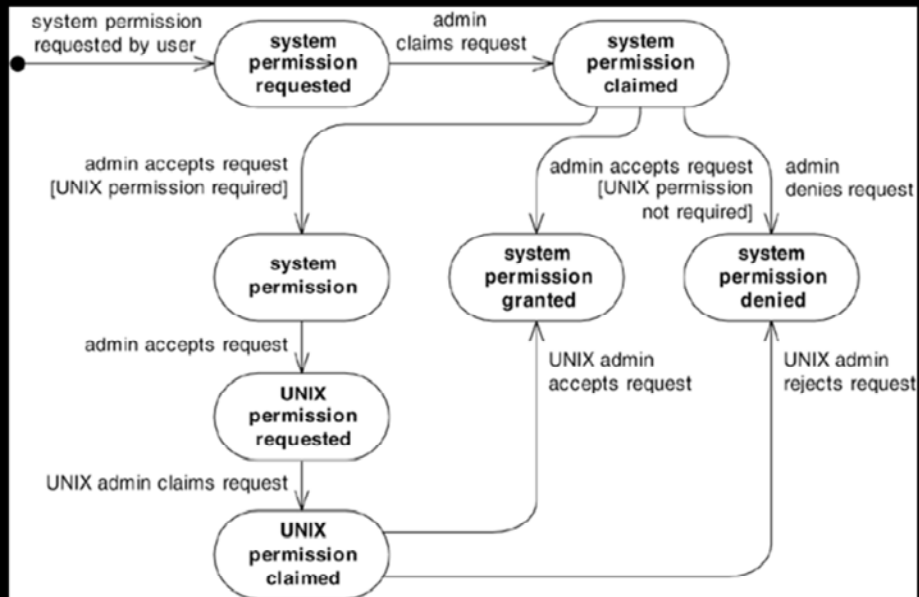 system permission
requested by user
system
permission
requested
admin
claims request
system
permission
claimed
admin accepts request
[UNIX permission required]
admin accepts request
[UNIX permission
not required]
admin
denies request
system
permission
system
permission
granted
system
permission
denied
admin accepts request
UNIX
permission
requested
UNIX admin
accepts request
UNIX admin
rejects request
UNIX admin claims request
UNIX
permission
claimed